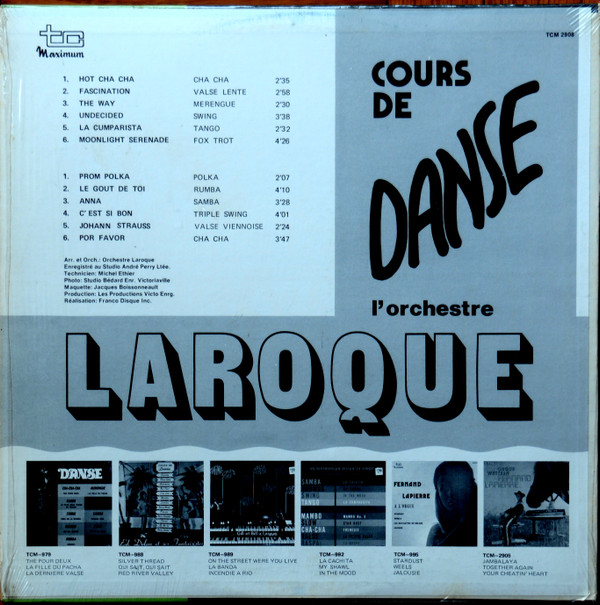 tc
Maximum
TCM 2908
1. HOT CHA CHA CHA CHA 2'35
2. FASCINATION VALSE LENTE 2'58
3. THE WAY MERENGUE 2'30
4. UNDECIDED SWING 3'38
5. LA CUMPARISTA TANGO 2'32
6. MOONLIGHT SERENADE FOX TROT 4'26
1. PROM POLKA POLKA 2'07
2. LE GOUT DE TOI RUMBA 4'10
3. ANNA SAMBA 3'28
4. C'EST SI BON TRIPLE SWING 4'01
5. JOHANN STRAUSS VALSE VIENNOISE 2'24
6. POR FAVOR CHA CHA 3'47
Arr. et Orch.: Orchestre Laroque
Enregistré au Studio André Perry Ltée.
Technicien: Michel Ethier
Photo: Studio Bédard Enr. Victoriaville
Maquette: Jacques Boissonneault
Production: Les Productions Victo Enrg.
Réalisation: Franco Disque Inc.
COURS
DE
DANSE
l'orchestre
LAROQUE
DANSE
SAMBA
SWING
TANGO
MAMBO
CHA-CHA
FERNAND
LAPIERRE
TCM-979
THE POUR DEUX
LA FILLE DU PACHA
LA DERNIERE VALSE
TCM-988
SILVER THREAD
QUI SAIT, QUI SAIT
RED RIVER VALLEY
TCM-989
ON THE STREET WERE YOU LIVE
LA BANDA
INCENDIE A RIO
TCM-992
LA CACHITA
MY SHAWL
IN THE MOOD
TCM-995
STARDUST
WEELS
JALOUSIE
TCM-2905
JAMBALAYA
TOGETHER AGAIN
YOUR CHEATIN' HEART